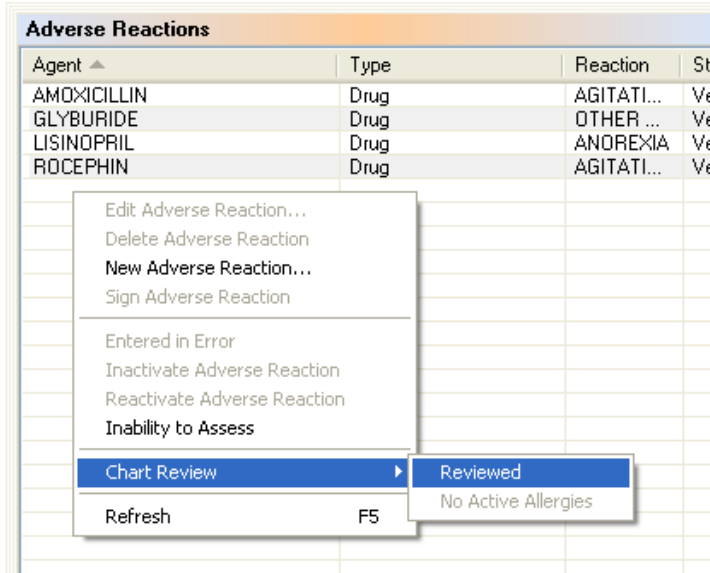 Adverse Reactions
Agent Type Reaction St
AMOXICILLIN Drug AGITATI... Ve
GLYBURIDE Drug OTHER ... Ve
LISINOPRIL Drug ANOREXIA Ve
ROCEPHIN Drug AGITATI... Ve
Edit Adverse Reaction...
Delete Adverse Reaction
New Adverse Reaction...
Sign Adverse Reaction
Entered in Error
Inactivate Adverse Reaction
Reactivate Adverse Reaction
Inability to Assess
Chart Review Reviewed
No Active Allergies
Refresh F5